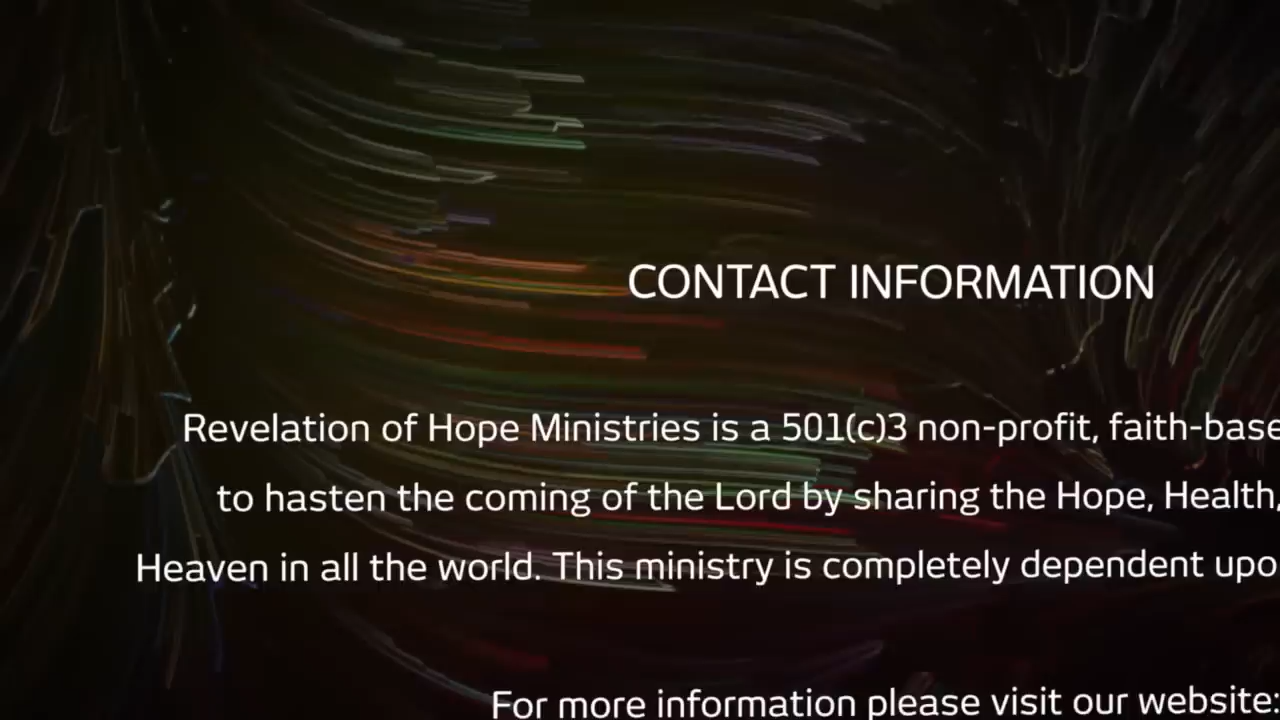 CONTACT INFORMATION
Revelation of Hope Ministries is a 501(c)3 non-profit, faith-base
to hasten the coming of the Lord by sharing the Hope, Health,
Heaven in all the world. This ministry is completely dependent upo
For more information please visit our website: